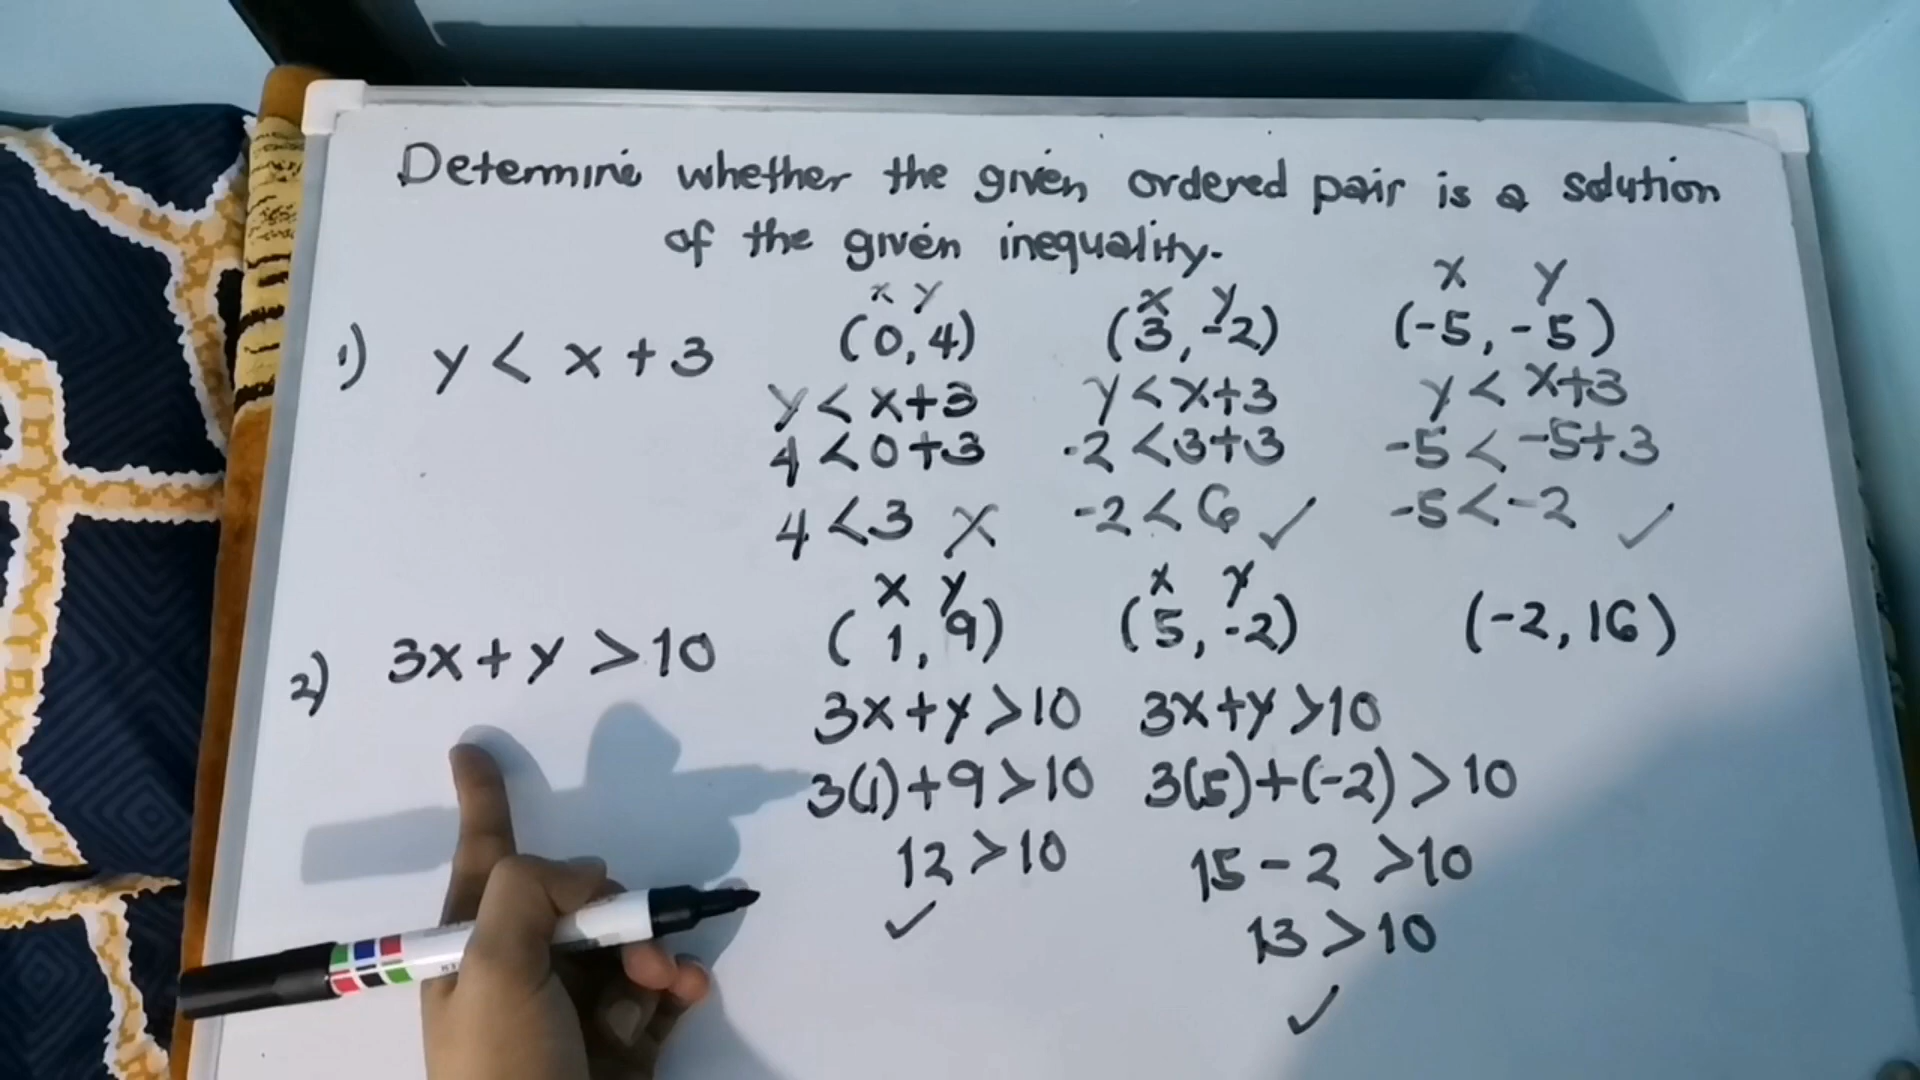 Determine whether the given ordered pair is a solution
of the given inequality.
1) y < x + 3
x y
(0, 4)
y < x+3
4 < 0+3
4 < 3 X
x y
(3, -2)
y < x+3
-2 < 3+3
-2 < 6 ✓
x y
(-5, -5)
y < x+3
-5 < -5+3
-5 < -2 ✓
2) 3x + y > 10
x y
(1, 9)
3x + y > 10
3(1) + 9 > 10
12 > 10
✓
x y
(5, -2)
3x + y > 10
3(5) + (-2) > 10
15 - 2 > 10
13 > 10
✓
(-2, 16)